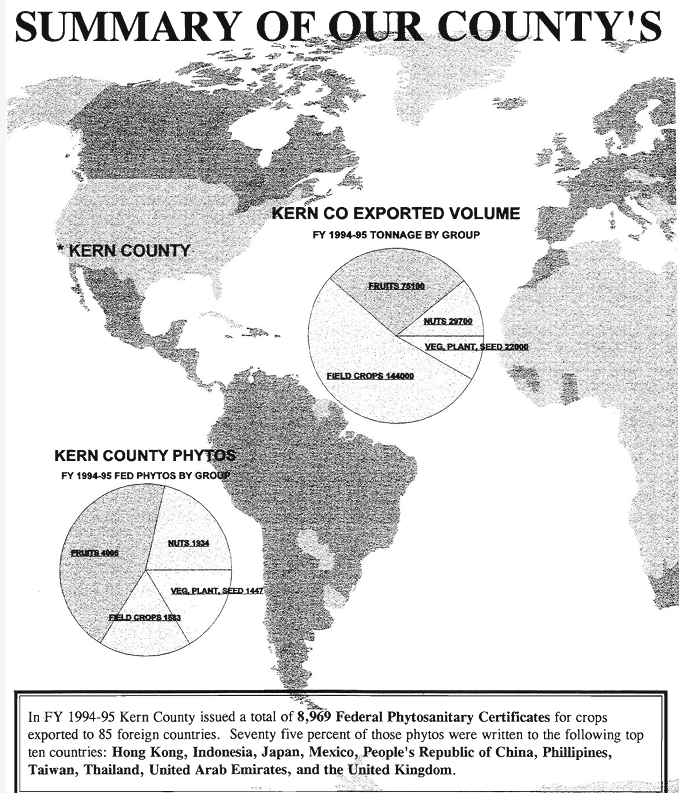 SUMMARY OF OUR COUNTY'S
KERN CO EXPORTED VOLUME
FY 1994-95 TONNAGE BY GROUP
* KERN COUNTY
FRUITS 75100
NUTS 29700
VEG, PLANT, SEED 22000
FIELD CROPS 144000
KERN COUNTY PHYTOS
FY 1994-95 FED PHYTOS BY GROUP
NUTS 1934
FRUITS 4005
VEG, PLANT, SEED 1447
FIELD CROPS 1583
In FY 1994-95 Kern County issued a total of 8,969 Federal Phytosanitary Certificates for crops
exported to 85 foreign countries. Seventy five percent of those phytos were written to the following top
ten countries: Hong Kong, Indonesia, Japan, Mexico, People's Republic of China, Phillipines,
Taiwan, Thailand, United Arab Emirates, and the United Kingdom.